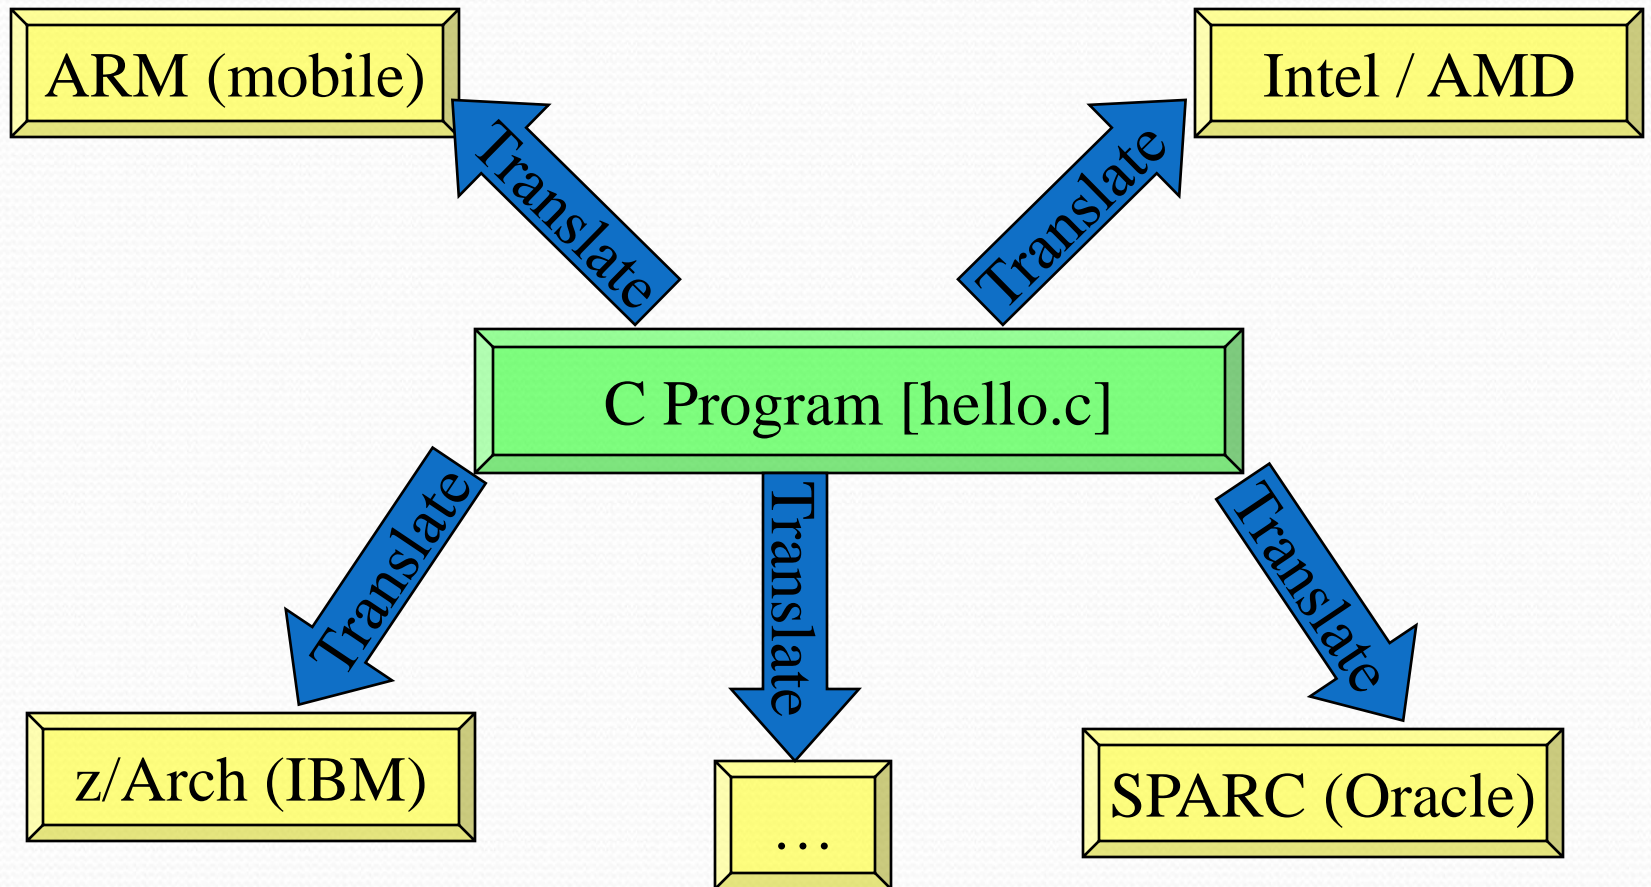 ARM (mobile)
Intel / AMD
Translate
Translate
C Program [hello.c]
Translate
Translate
Translate
z/Arch (IBM)
…
SPARC (Oracle)